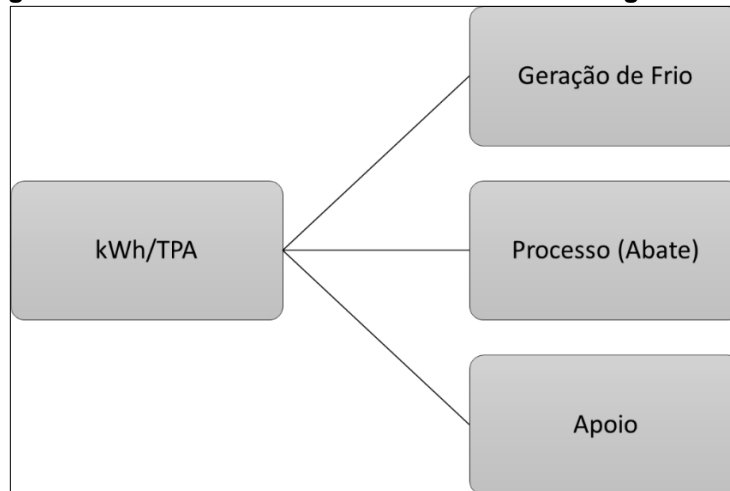 Geração de Frio
kWh/TPA
Processo (Abate)
Apoio